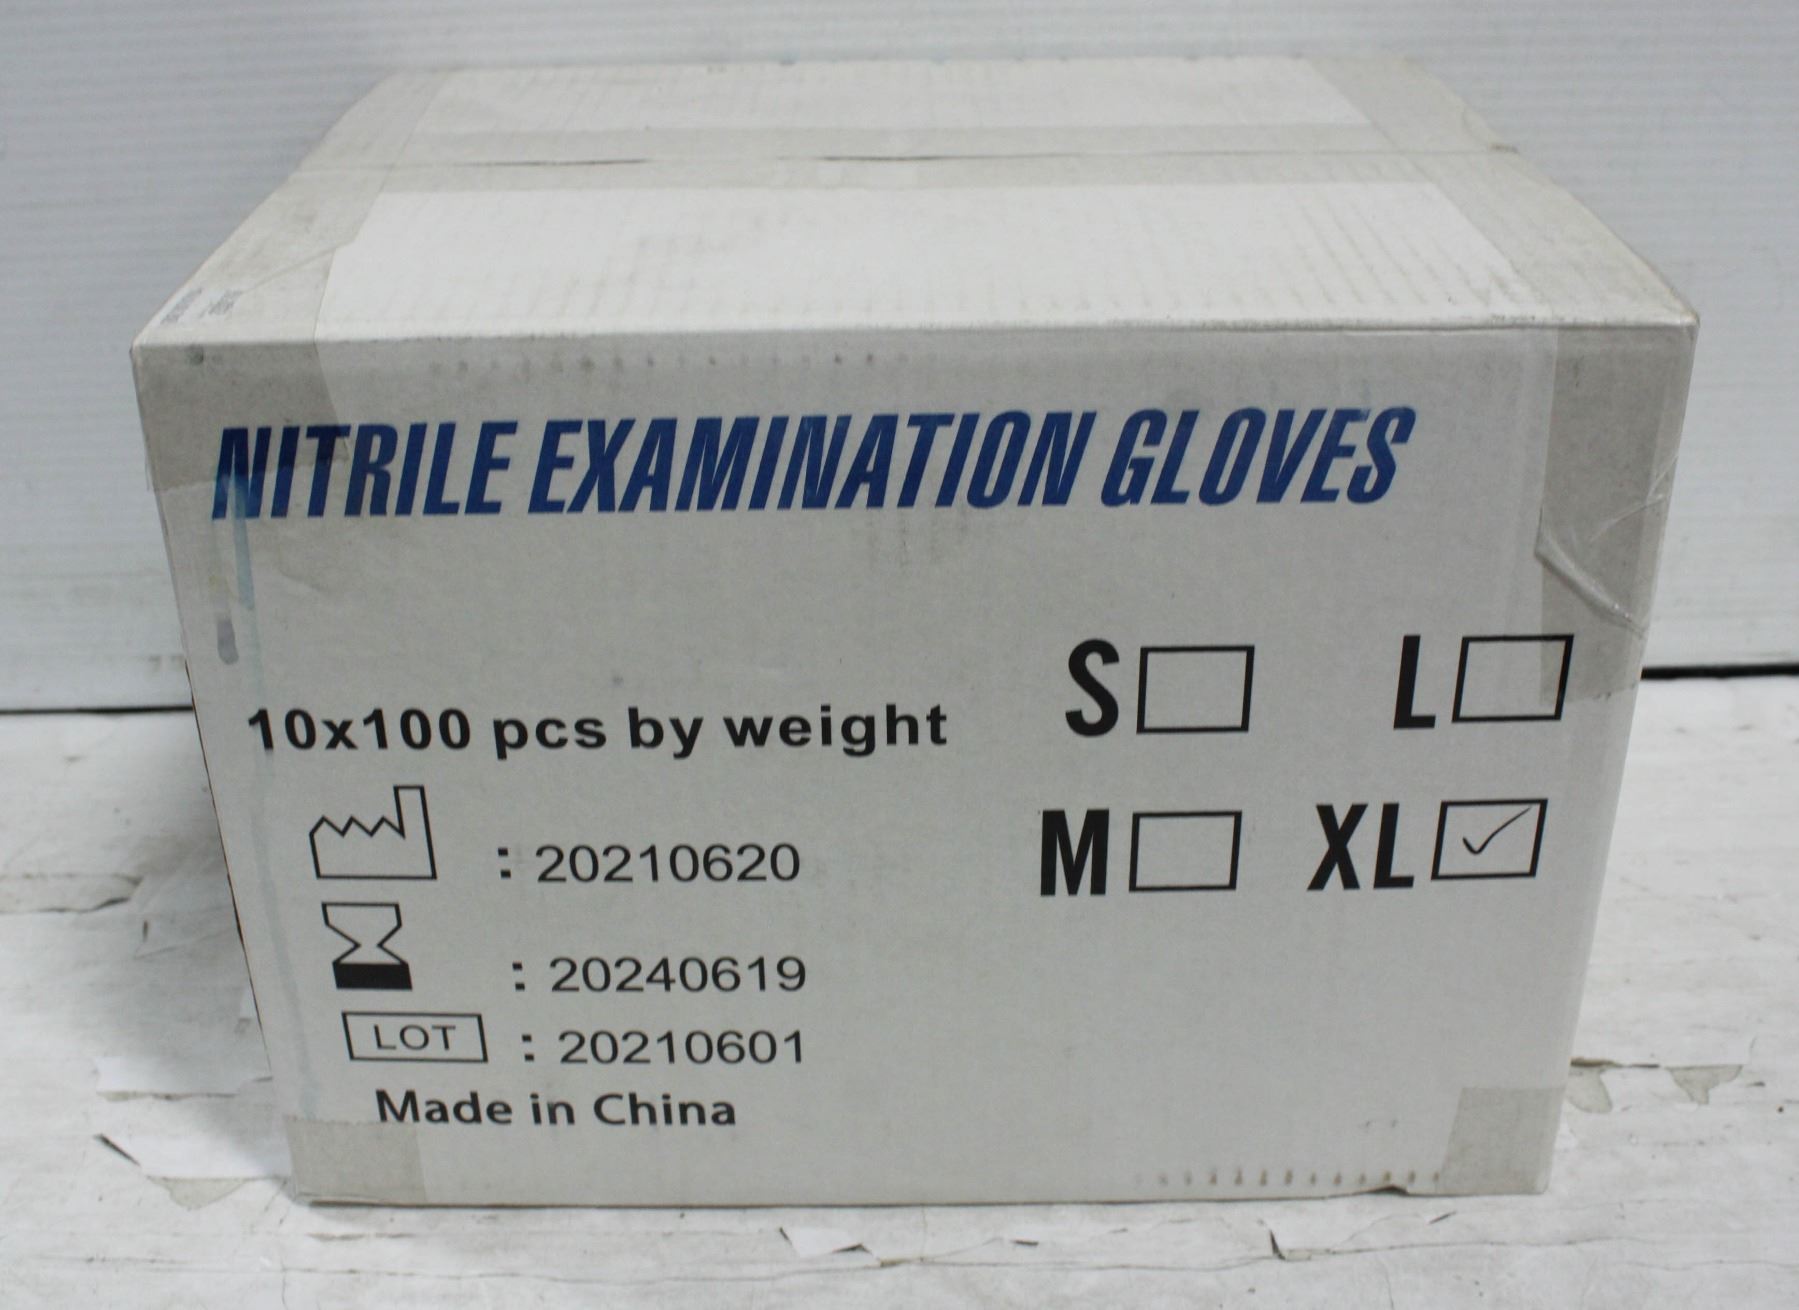 NITRILE EXAMINATION GLOVES
10x100 pcs by weight
S L
M XL
: 20210620
: 20240619
LOT : 20210601
Made in China